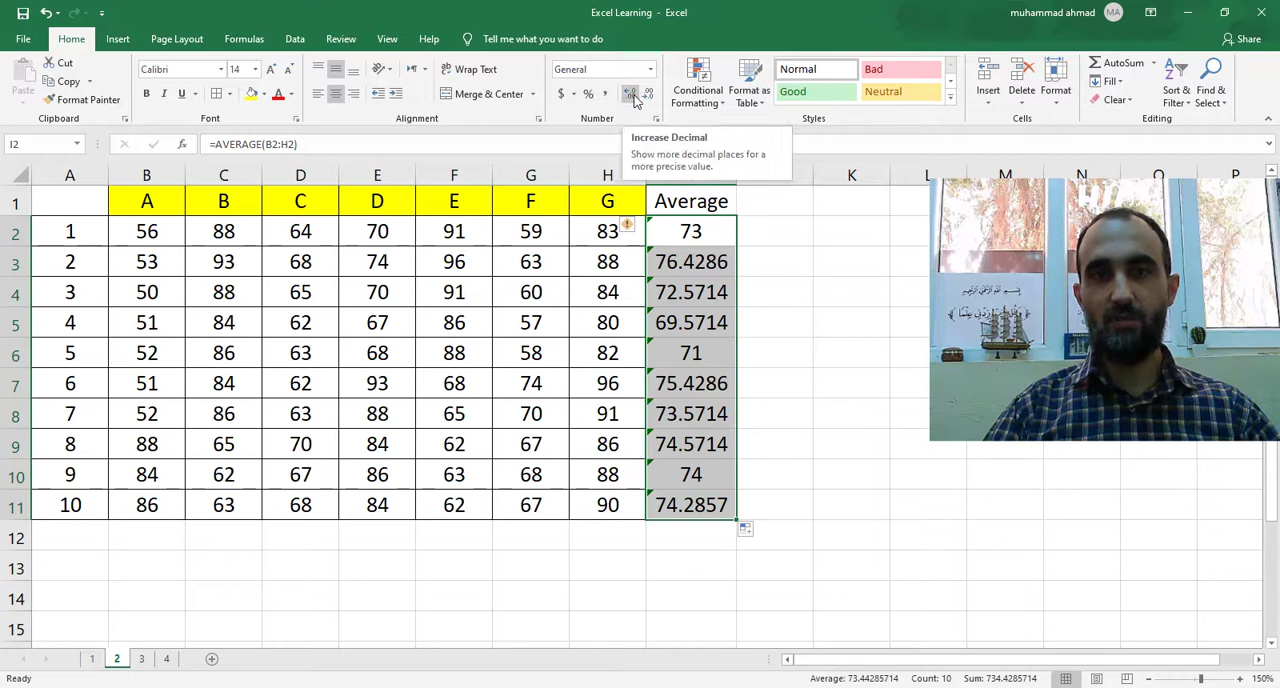 Excel Learning - Excel
muhammad ahmad MA
File Home Insert Page Layout Formulas Data Review View Help Tell me what you want to do Share
Paste Cut Copy Format Painter Clipboard
Calibri 14 B I U Font
Wrap Text Merge & Center Alignment
General $ % , Number
Conditional Formatting Format as Table Normal Bad Good Neutral Styles
Insert Delete Format Cells
AutoSum Fill Clear Sort & Filter Find & Select Editing
I2 fx =AVERAGE(B2:H2)
Increase Decimal
Show more decimal places for a
more precise value.
A B C D E F G H K L M N O P
1 A B C D E F G Average
2 1 56 88 64 70 91 59 83 73
3 2 53 93 68 74 96 63 88 76.4286
4 3 50 88 65 70 91 60 84 72.5714
5 4 51 84 62 67 86 57 80 69.5714
6 5 52 86 63 68 88 58 82 71
7 6 51 84 62 93 68 74 96 75.4286
8 7 52 86 63 88 65 70 91 73.5714
9 8 88 65 70 84 62 67 86 74.5714
10 9 84 62 67 86 63 68 88 74
11 10 86 63 68 84 62 67 90 74.2857
12
13
14
15
1 2 3 4
Ready Average: 73.44285714 Count: 10 Sum: 734.4285714 150%